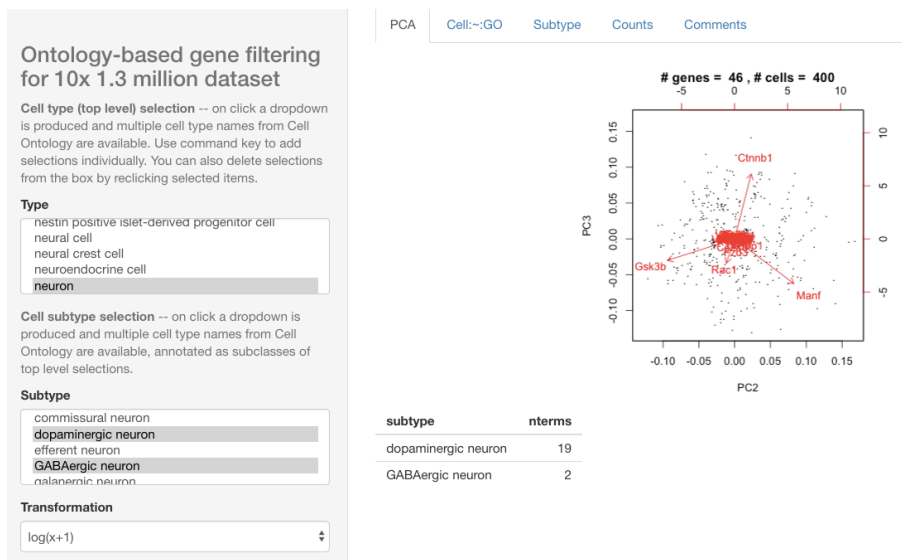 Ontology-based gene filtering
for 10x 1.3 million dataset
Cell type (top level) selection -- on click a dropdown
is produced and multiple cell type names from Cell
Ontology are available. Use command key to add
selections individually. You can also delete selections
from the box by reclicking selected items.
Type
nestin positive islet-derived progenitor cell
neural cell
neural crest cell
neuroendocrine cell
neuron
Cell subtype selection -- on click a dropdown is
produced and multiple cell type names from Cell
Ontology are available, annotated as subclasses of
top level selections.
Subtype
commissural neuron
dopaminergic neuron
efferent neuron
GABAergic neuron
galanergic neuron
Transformation
log(x+1)
PCA Cell:~:GO Subtype Counts Comments
# genes = 46 , # cells = 400
-5 0 5 10
Ctnnb1
Gsk3b
Rac1
Manf
PC3
0.15
0.10
0.05
0.00
-0.05
-0.10
10
5
0
-5
-0.10 -0.05 0.00 0.05 0.10 0.15
PC2
subtype nterms
dopaminergic neuron 19
GABAergic neuron 2